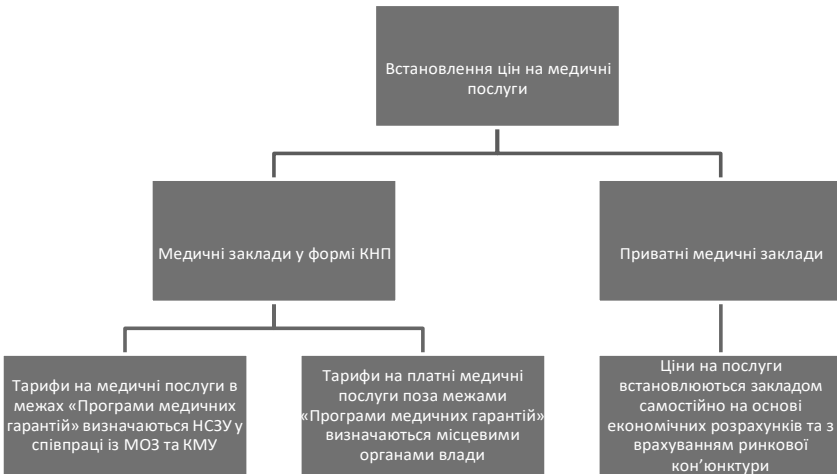 Встановлення цін на медичні
послуги
Медичні заклади у формі КНП
Приватні медичні заклади
Тарифи на медичні послуги в
межах «Програми медичних
гарантій» визначаються НСЗУ у
співпраці із МОЗ та КМУ
Тарифи на платні медичні
послуги поза межами
«Програми медичних гарантій»
визначаються місцевими
органами влади
Ціни на послуги
встановлюються закладом
самостійно на основі
економічних розрахунків та з
врахуванням ринкової
кон’юнктури